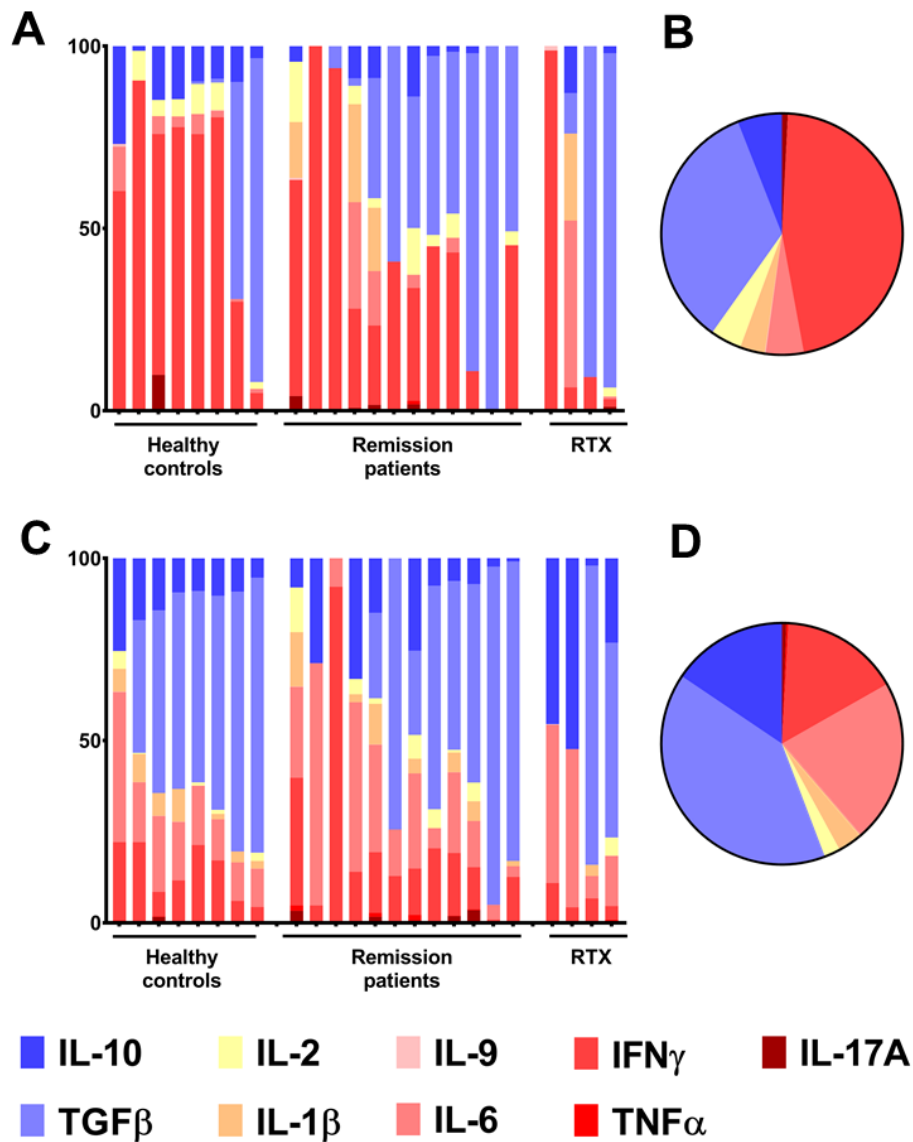 A
B
100
50
0
Healthy
controls
Remission
patients
RTX
C
D
100
50
0
Healthy
controls
Remission
patients
RTX
IL-10
IL-2
IL-9
IFNγ
IL-17A
TGFβ
IL-1β
IL-6
TNFα